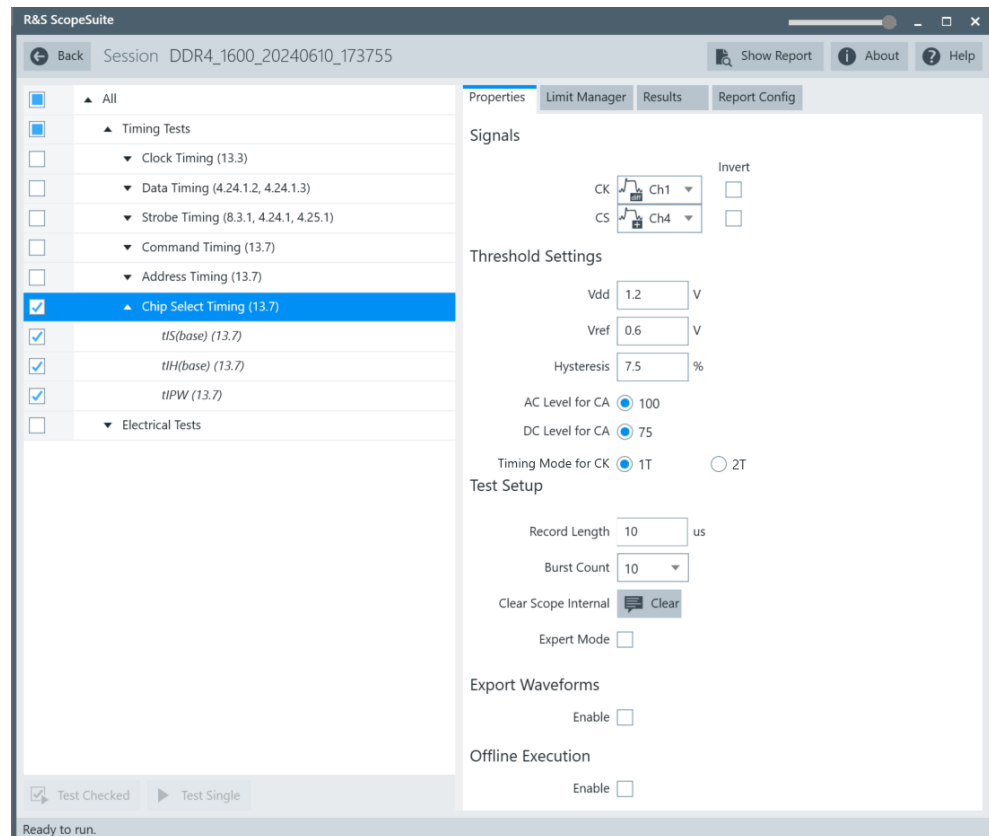 R&S ScopeSuite
Back Session DDR4_1600_20240610_173755 Show Report About Help
All
Timing Tests
Clock Timing (13.3)
Data Timing (4.24.1.2, 4.24.1.3)
Strobe Timing (8.3.1, 4.24.1, 4.25.1)
Command Timing (13.7)
Address Timing (13.7)
Chip Select Timing (13.7)
tIS(base) (13.7)
tIH(base) (13.7)
tIPW (13.7)
Electrical Tests
Test Checked Test Single
Properties Limit Manager Results Report Config
Signals
Invert
CK diff Ch1
CS Ch4
Threshold Settings
Vdd 1.2 V
Vref 0.6 V
Hysteresis 7.5 %
AC Level for CA 100
DC Level for CA 75
Timing Mode for CK 1T 2T
Test Setup
Record Length 10 us
Burst Count 10
Clear Scope Internal Clear
Expert Mode
Export Waveforms
Enable
Offline Execution
Enable
Ready to run.